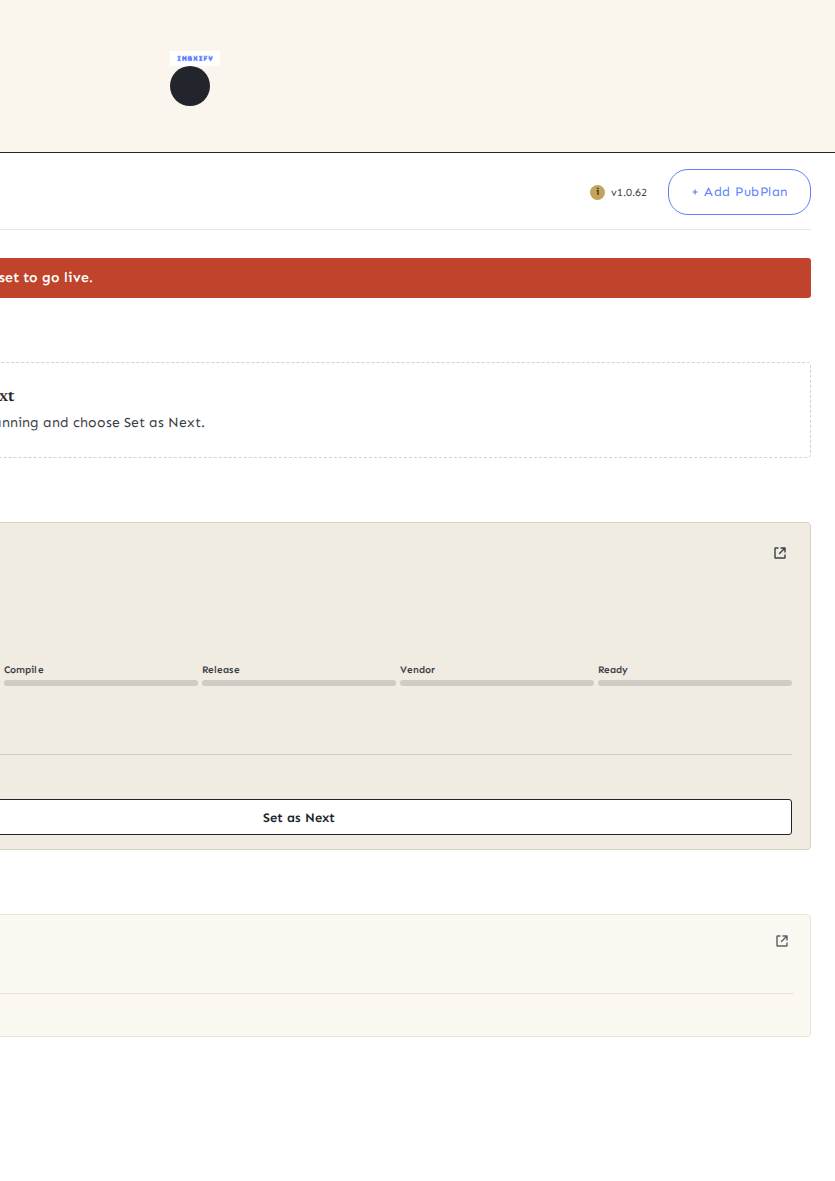 INEXIFY
i v1.0.62
+ Add PubPlan
set to go live.
xt
nning and choose Set as Next.
Compile Release Vendor Ready
Set as Next